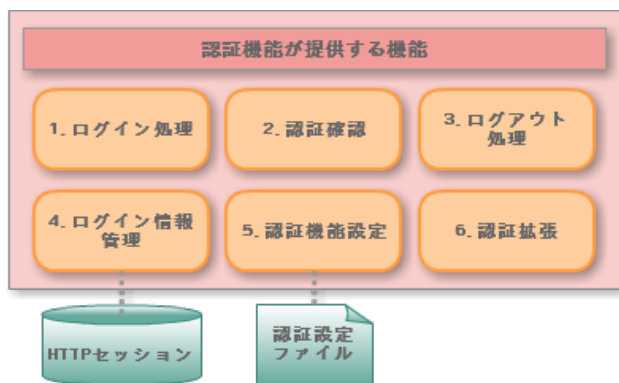 認証機能が提供する機能
1.ログイン処理
2.認証確認
3.ログアウト
処理
4.ログイン情報
管理
5.認証機能設定
6.認証拡張
HTTPセッション
認証設定
ファイル